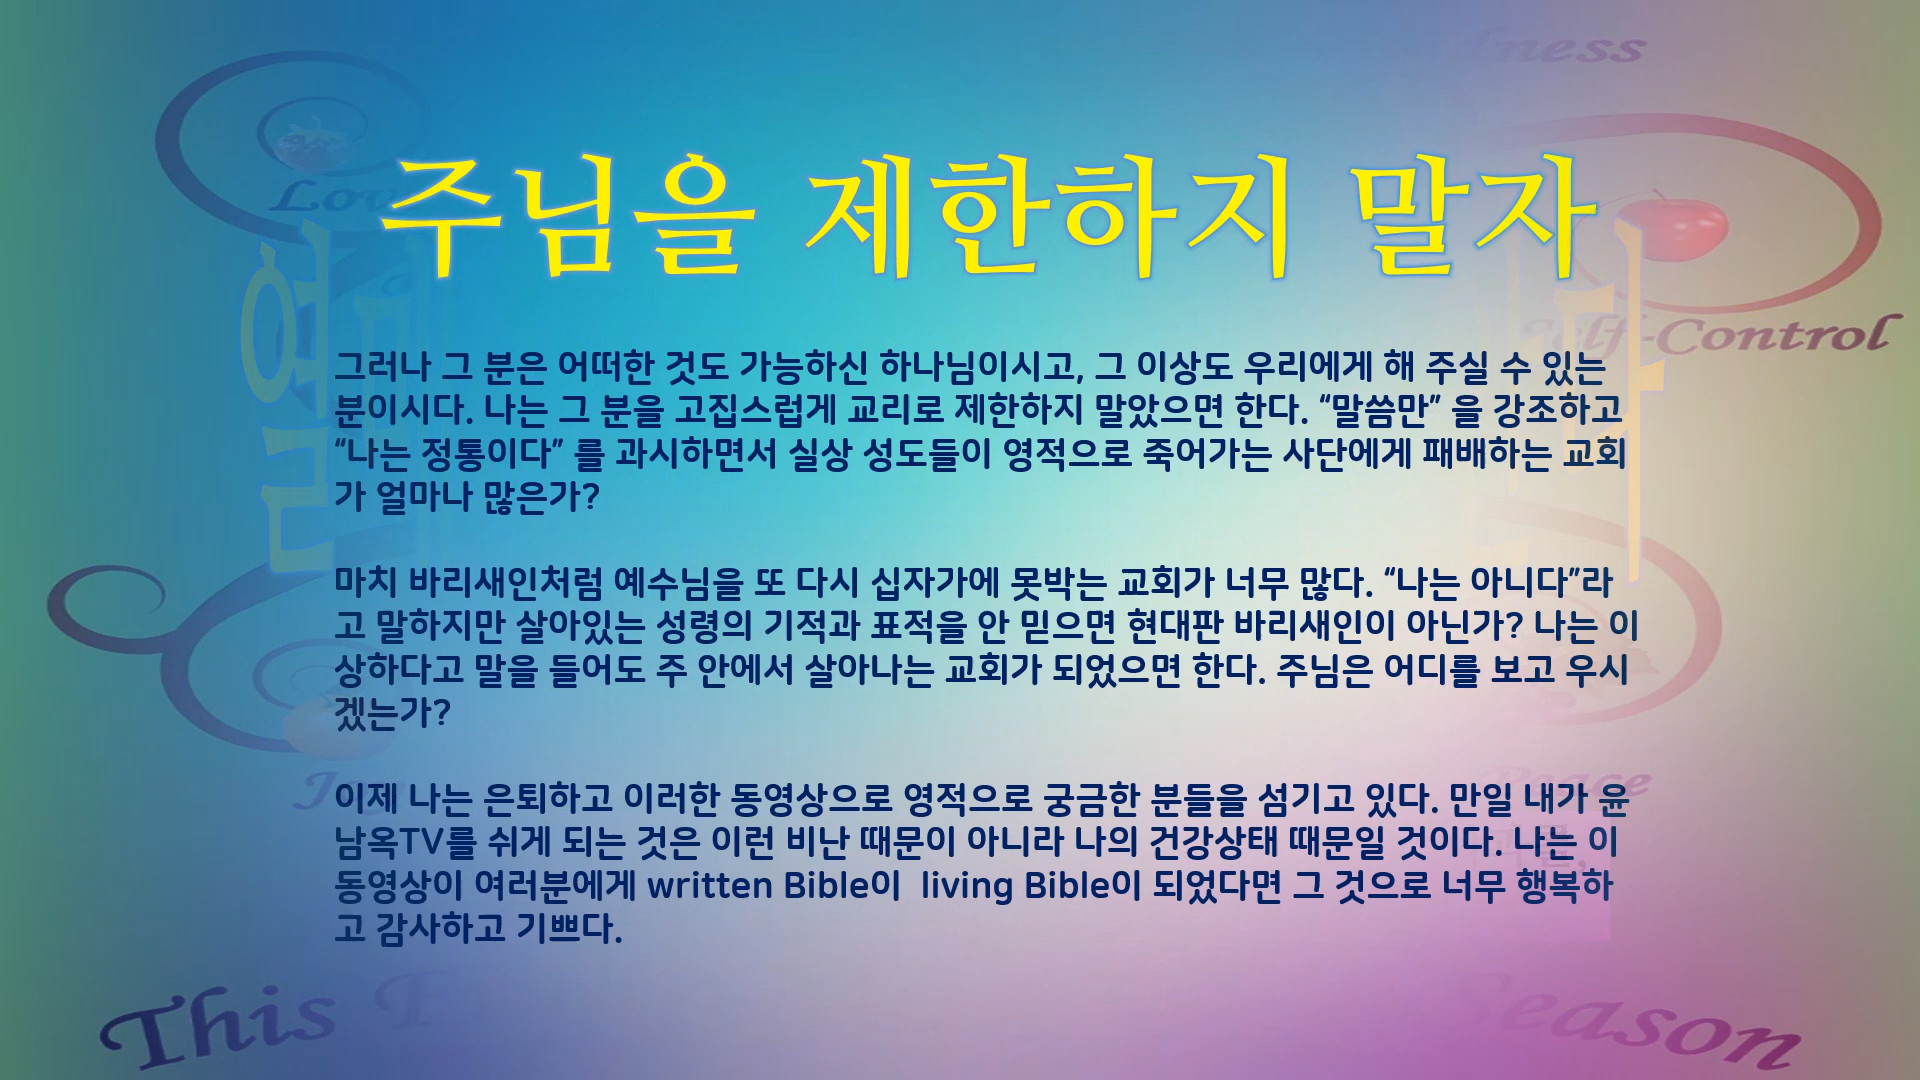 주님을 제한하지 말자
그러나 그 분은 어떠한 것도 가능하신 하나님이시고, 그 이상도 우리에게 해 주실 수 있는
분이시다. 나는 그 분을 고집스럽게 교리로 제한하지 말았으면 한다. “말씀만” 을 강조하고
“나는 정통이다” 를 과시하면서 실상 성도들이 영적으로 죽어가는 사단에게 패배하는 교회
가 얼마나 많은가?
마치 바리새인처럼 예수님을 또 다시 십자가에 못박는 교회가 너무 많다. “나는 아니다”라
고 말하지만 살아있는 성령의 기적과 표적을 안 믿으면 현대판 바리새인이 아닌가? 나는 이
상하다고 말을 들어도 주 안에서 살아나는 교회가 되었으면 한다. 주님은 어디를 보고 우시
겠는가?
이제 나는 은퇴하고 이러한 동영상으로 영적으로 궁금한 분들을 섬기고 있다. 만일 내가 윤
남옥TV를 쉬게 되는 것은 이런 비난 때문이 아니라 나의 건강상태 때문일 것이다. 나는 이
동영상이 여러분에게 written Bible이  living Bible이 되었다면 그 것으로 너무 행복하
고 감사하고 기쁘다.
Self-Control
Peace
This
Season